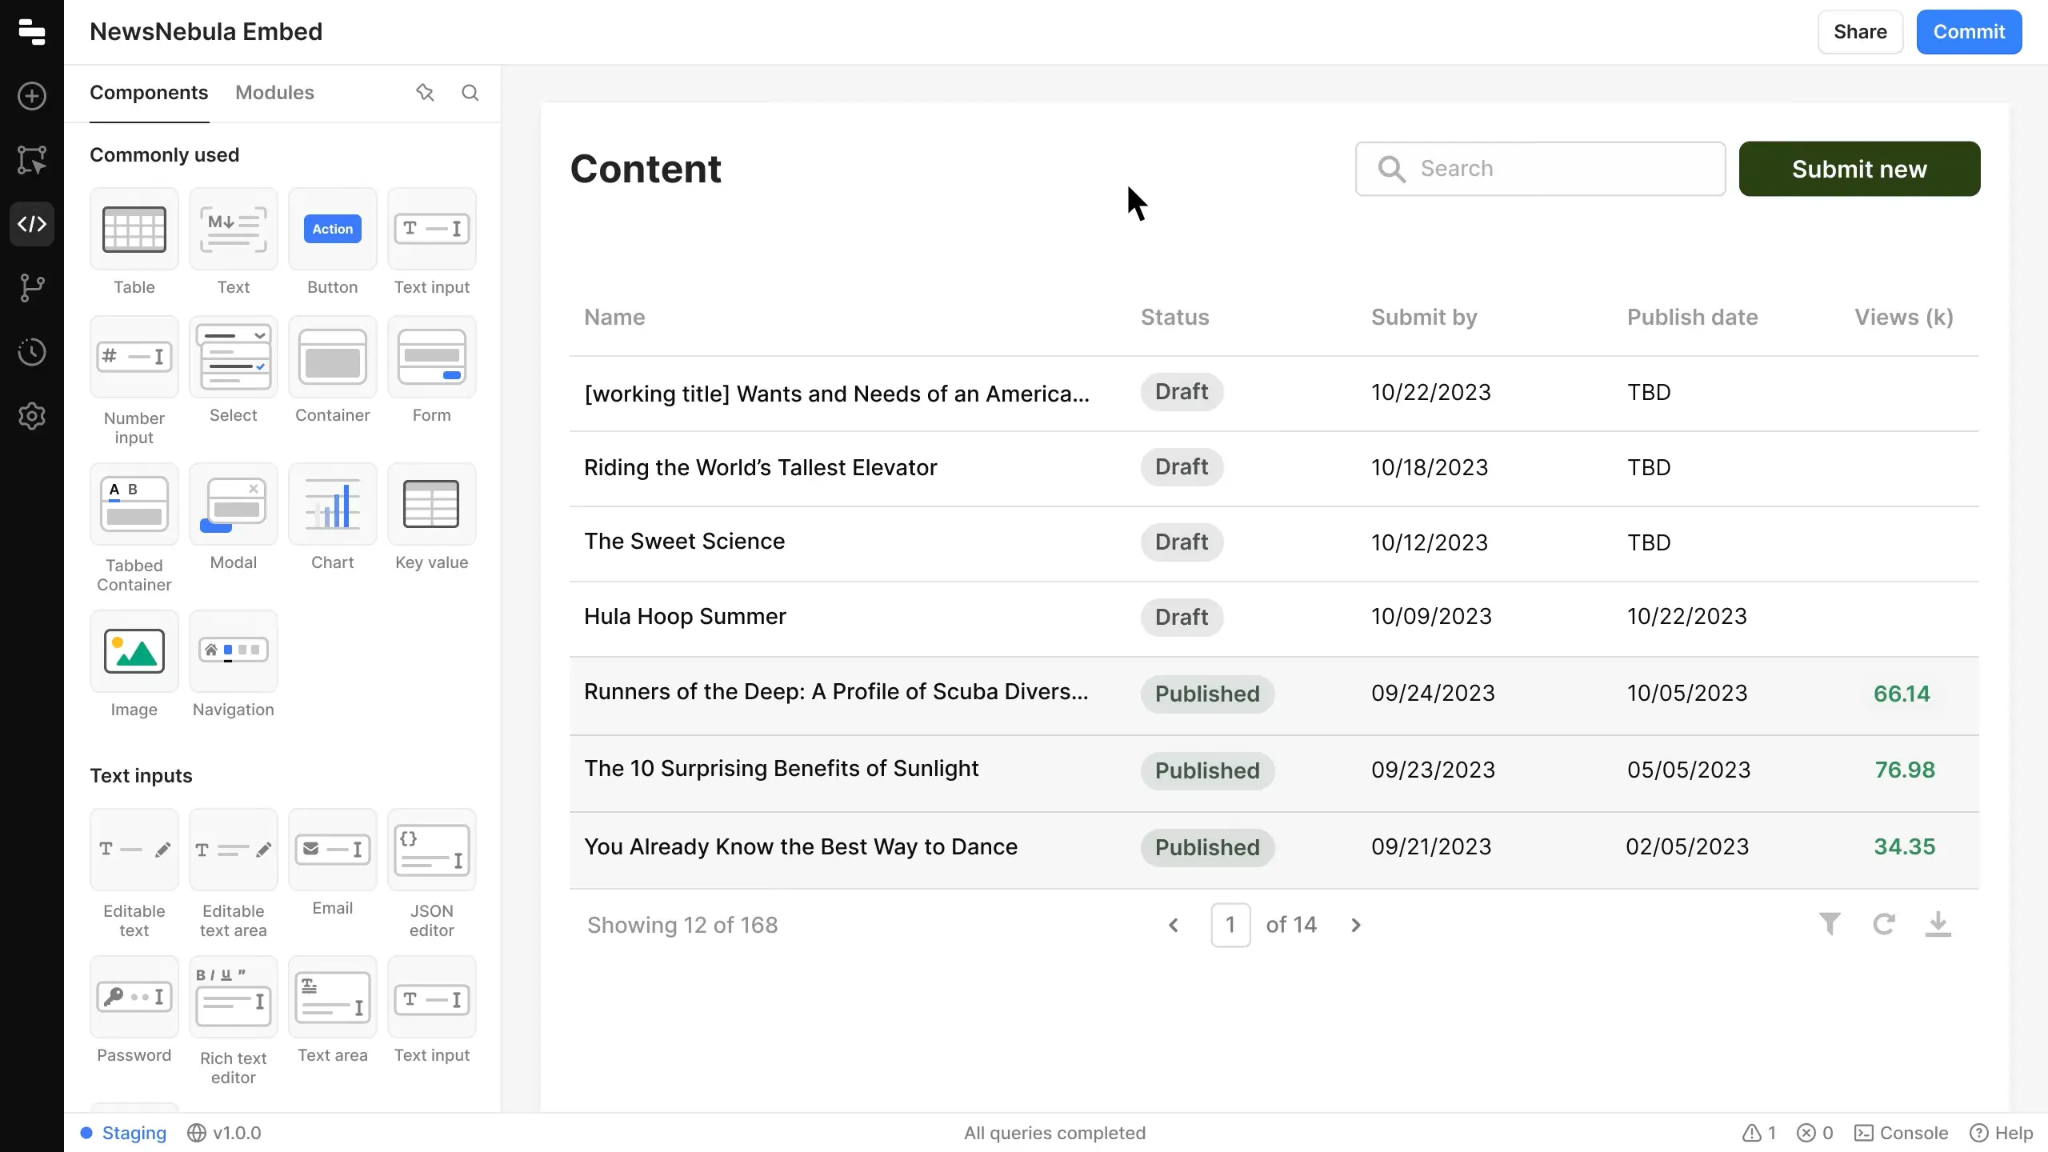 NewsNebula Embed
Share
Commit
Components
Modules
Commonly used
M
Action
T I
Table
Text
Button
Text input
# I
Number
input
Select
Container
Form
A B
Tabbed
Container
Modal
Chart
Key value
Image
Navigation
Text inputs
T
T
I
{} I
Editable
text
Editable
text area
Email
JSON
editor
I
B I U "
I
T I
T I
Password
Rich text
editor
Text area
Text input
Content
Search
Submit new
Name Status Submit by Publish date Views (k)
[working title] Wants and Needs of an America... Draft 10/22/2023 TBD
Riding the World’s Tallest Elevator Draft 10/18/2023 TBD
The Sweet Science Draft 10/12/2023 TBD
Hula Hoop Summer Draft 10/09/2023 10/22/2023
Runners of the Deep: A Profile of Scuba Divers... Published 09/24/2023 10/05/2023 66.14
The 10 Surprising Benefits of Sunlight Published 09/23/2023 05/05/2023 76.98
You Already Know the Best Way to Dance Published 09/21/2023 02/05/2023 34.35
Showing 12 of 168
1 of 14
Staging
v1.0.0
All queries completed
1
0
Console
Help